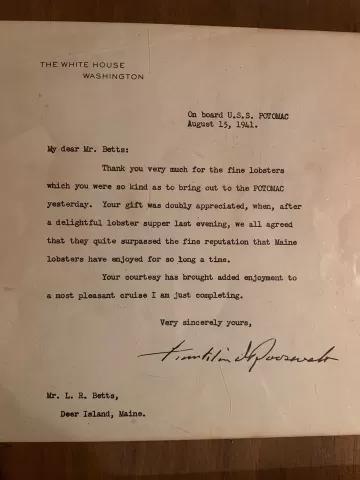 THE WHITE HOUSE
WASHINGTON
On board U.S.S. POTOMAC
August 15, 1941.
My dear Mr. Betts:
Thank you very much for the fine lobsters
which you were so kind as to bring out to the POTOMAC
yesterday. Your gift was doubly appreciated, when, after
a delightful lobster supper last evening, we all agreed
that they quite surpassed the fine reputation that Maine
lobsters have enjoyed for so long a time.
Your courtesy has brought added enjoyment to
a most pleasant cruise I am just completing.
Very sincerely yours,
Franklin D Roosevelt
Mr. L. R. Betts,
Deer Island, Maine.